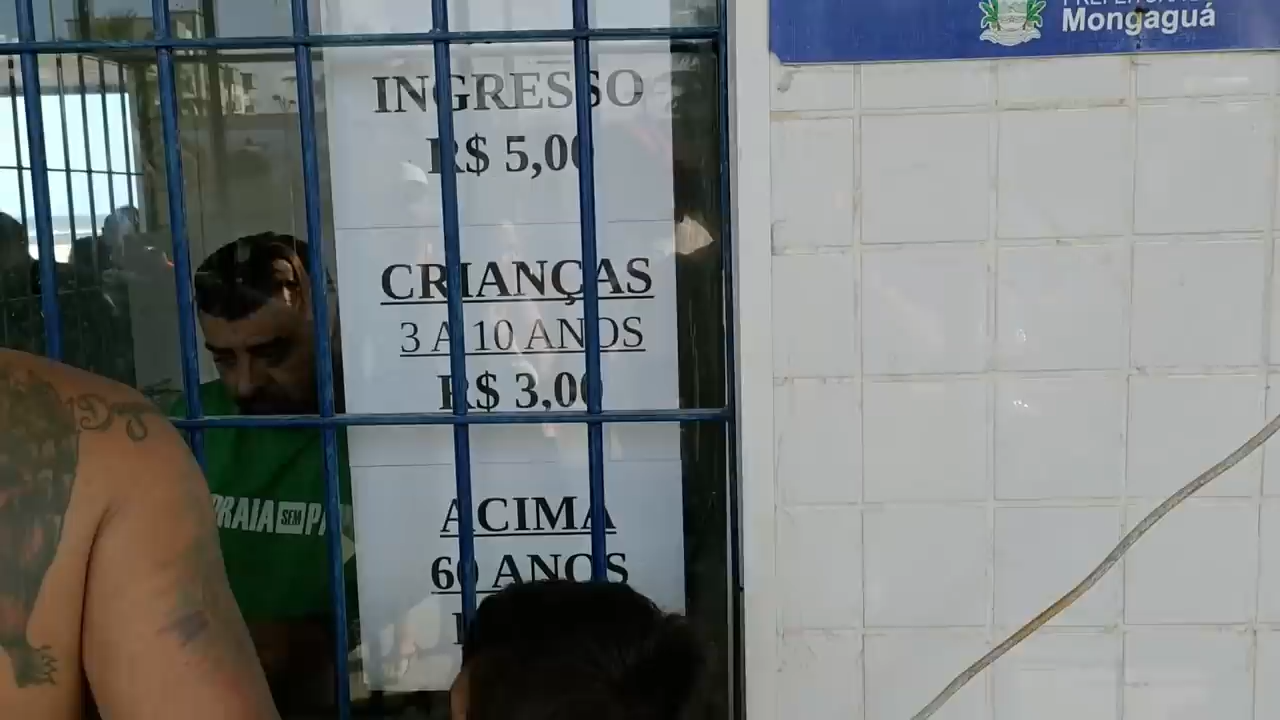 Mongaguá
INGRESSO
R$ 5,00
CRIANÇAS
3 A 10 ANOS
R$ 3,00
PRAIA SEM
ACIMA
60 ANOS